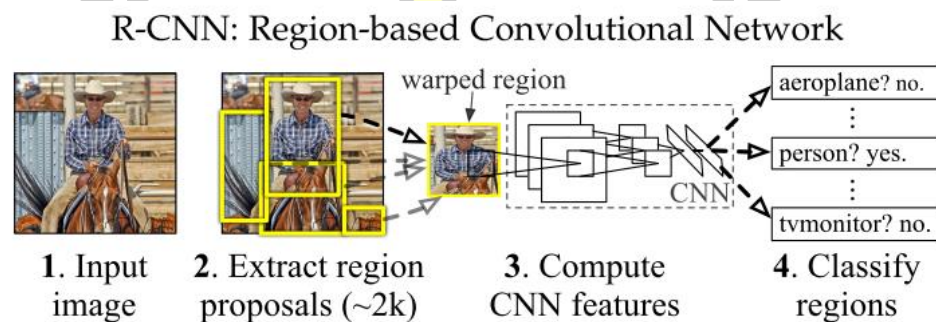 R-CNN: Region-based Convolutional Network
warped region
aeroplane? no.
person? yes.
CNN
tvmonitor? no.
1. Input
image
2. Extract region
proposals (~2k)
3. Compute
CNN features
4. Classify
regions